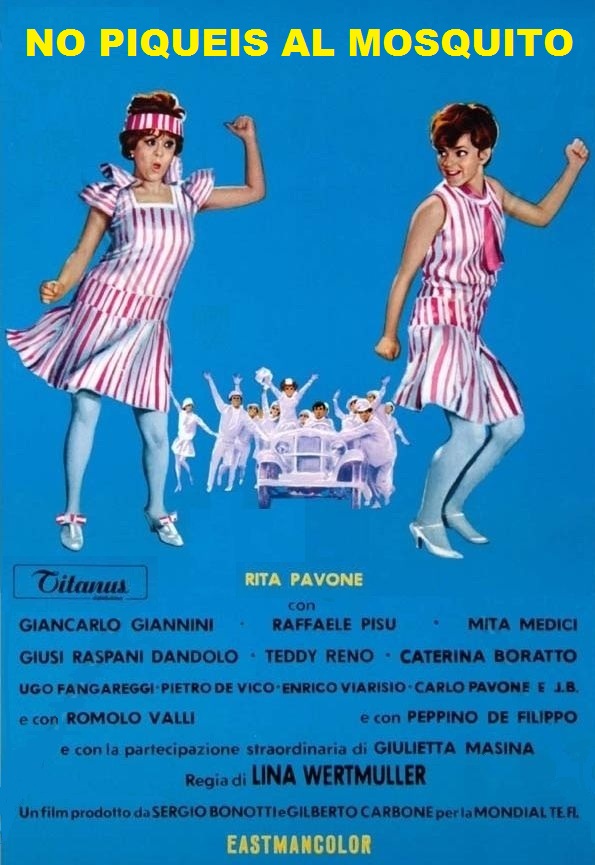 NO PIQUEIS AL MOSQUITO
Titanus
RITA PAVONE
con
GIANCARLO GIANNINI · RAFFAELE PISU · MITA MEDICI
GIUSI RASPANI DANDOLO · TEDDY RENO · CATERINA BORATTO
UGO FANGAREGGI · PIETRO DE VICO · ENRICO VIARISIO · CARLO PAVONE E J.B.
e con ROMOLO VALLI e con PEPPINO DE FILIPPO
e con la partecipazione straordinaria di GIULIETTA MASINA
Regia di LINA WERTMULLER
Un film prodotto da SERGIO BONOTTI e GILBERTO CARBONE per la MONDIAL TE.FI.
EASTMANCOLOR